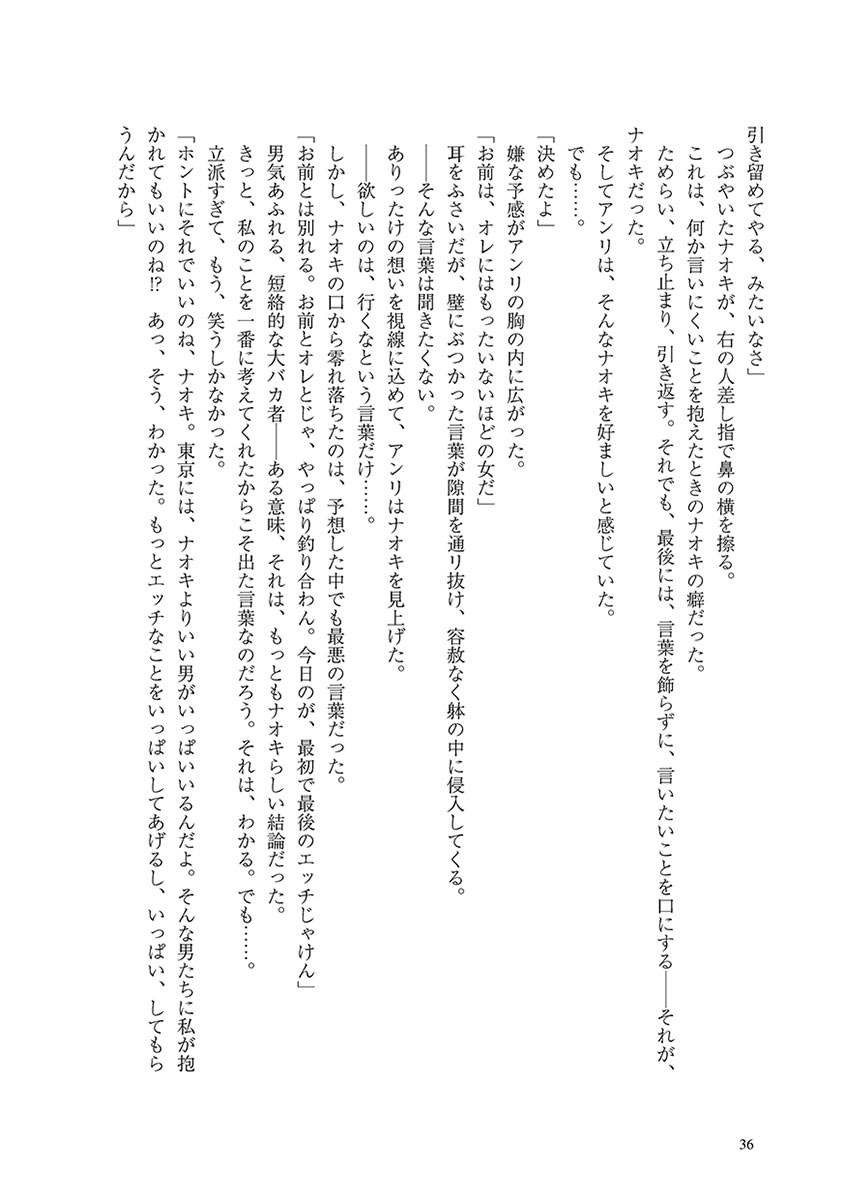 引き留めてやる、みたいなさ」
つぶやいたナオキが、右の人差し指で鼻の横を擦る。
これは、何か言いにくいことを抱えたときのナオキの癖だった。
ためらい、立ち止まり、引き返す。それでも、最後には、言葉を飾らずに、言いたいことを口にする――それが、
ナオキだった。
そしてアンリは、そんなナオキを好ましいと感じていた。
でも……。
「決めたよ」
嫌な予感がアンリの胸の内に広がった。
「お前は、オレにはもったいないほどの女だ」
耳をふさいだが、壁にぶつかった言葉が隙間を通り抜け、容赦なく躰の中に侵入してくる。
――そんな言葉は聞きたくない。
ありったけの想いを視線に込めて、アンリはナオキを見上げた。
――欲しいのは、行くなという言葉だけ……。
しかし、ナオキの口から零れ落ちたのは、予想した中でも最悪の言葉だった。
「お前とは別れる。お前とオレとじゃ、やっぱり釣り合わん。今日のが、最初で最後のエッチじゃけん」
男気あふれる、短絡的な大バカ者――ある意味、それは、もっともナオキらしい結論だった。
きっと、私のことを一番に考えてくれたからこそ出た言葉なのだろう。それは、わかる。でも……。
立派すぎて、もう、笑うしかなかった。
「ホントにそれでいいのね、ナオキ。東京には、ナオキよりいい男がいっぱいいるんだよ。そんな男たちに私が抱
かれてもいいのね⁉　あっ、そう、わかった。もっとエッチなことをいっぱいしてあげるし、いっぱい、してもら
うんだから」
36